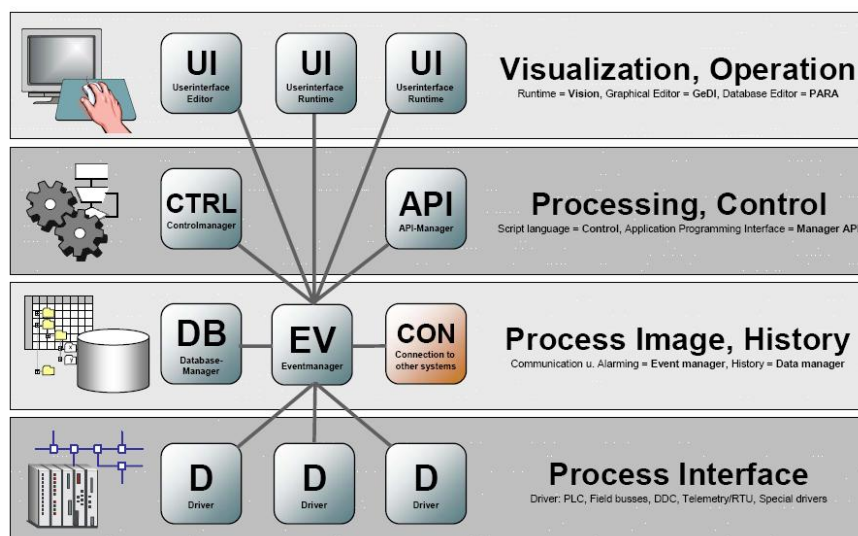 UI
Userinterface
Editor
UI
Userinterface
Runtime
UI
Userinterface
Runtime
Visualization, Operation
Runtime = Vision, Graphical Editor = GeDI, Database Editor = PARA
CTRL
Controlmanager
API
API-Manager
Processing, Control
Script language = Control, Application Programming Interface = Manager API
DB
Database-
Manager
EV
Eventmanager
CON
Connection to
other systems
Process Image, History
Communication u. Alarming = Event manager, History = Data manager
D
Driver
D
Driver
D
Driver
Process Interface
Driver: PLC, Field busses, DDC, Telemetry/RTU, Special drivers